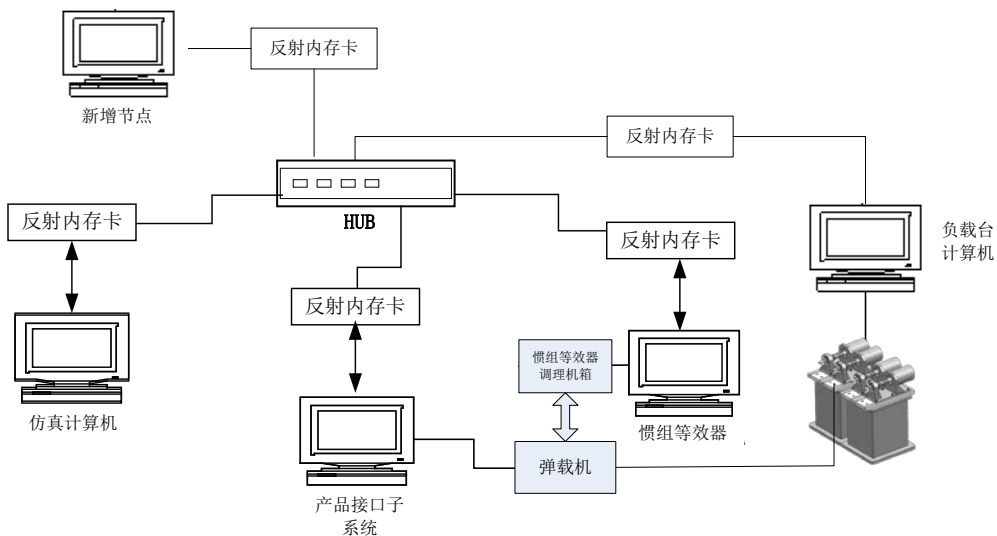 反射内存卡
新增节点
反射内存卡
反射内存卡
HUB
反射内存卡
负载台
计算机
反射内存卡
惯组等效器
调理机箱
仿真计算机
惯组等效器
弹载机
产品接口子
系统